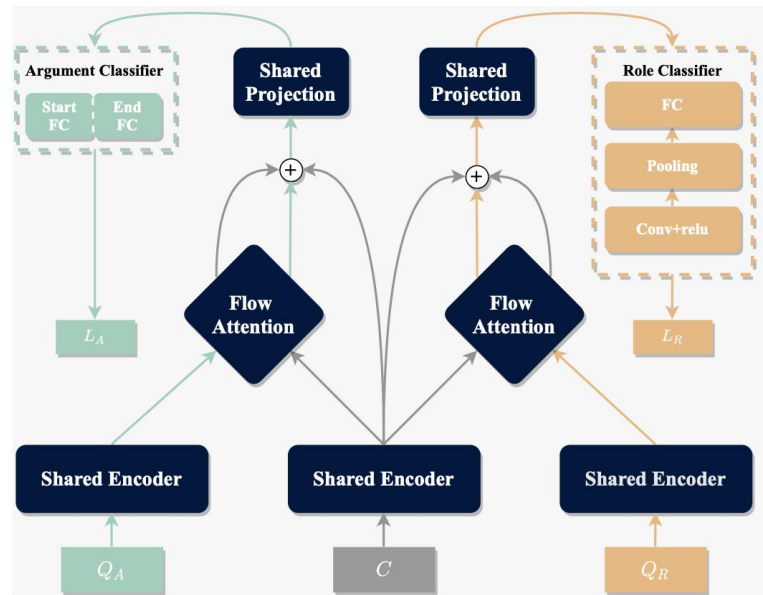 Argument Classifier
Start
FC
End
FC
Shared
Projection
Shared
Projection
Role Classifier
FC
Pooling
Conv+relu
+
+
Flow
Attention
Flow
Attention
L_A
L_R
Shared Encoder
Shared Encoder
Shared Encoder
Q_A
C
Q_R